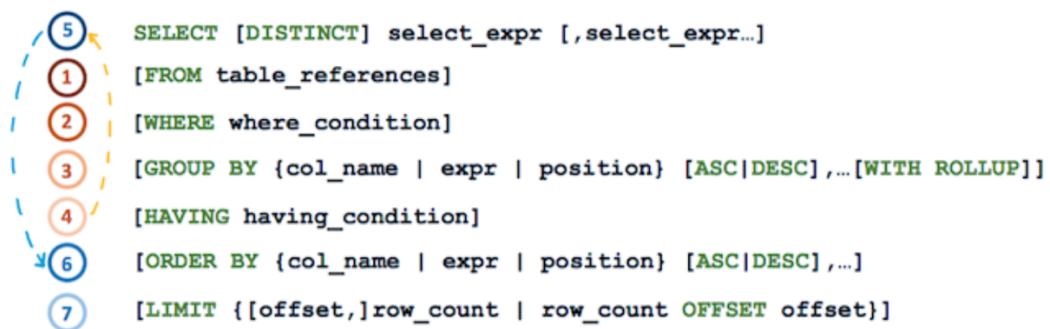 5 SELECT [DISTINCT] select_expr [,select_expr…]
1 [FROM table_references]
2 [WHERE where_condition]
3 [GROUP BY {col_name | expr | position} [ASC|DESC],…[WITH ROLLUP]]
4 [HAVING having_condition]
6 [ORDER BY {col_name | expr | position} [ASC|DESC],…]
7 [LIMIT {[offset,]row_count | row_count OFFSET offset}]